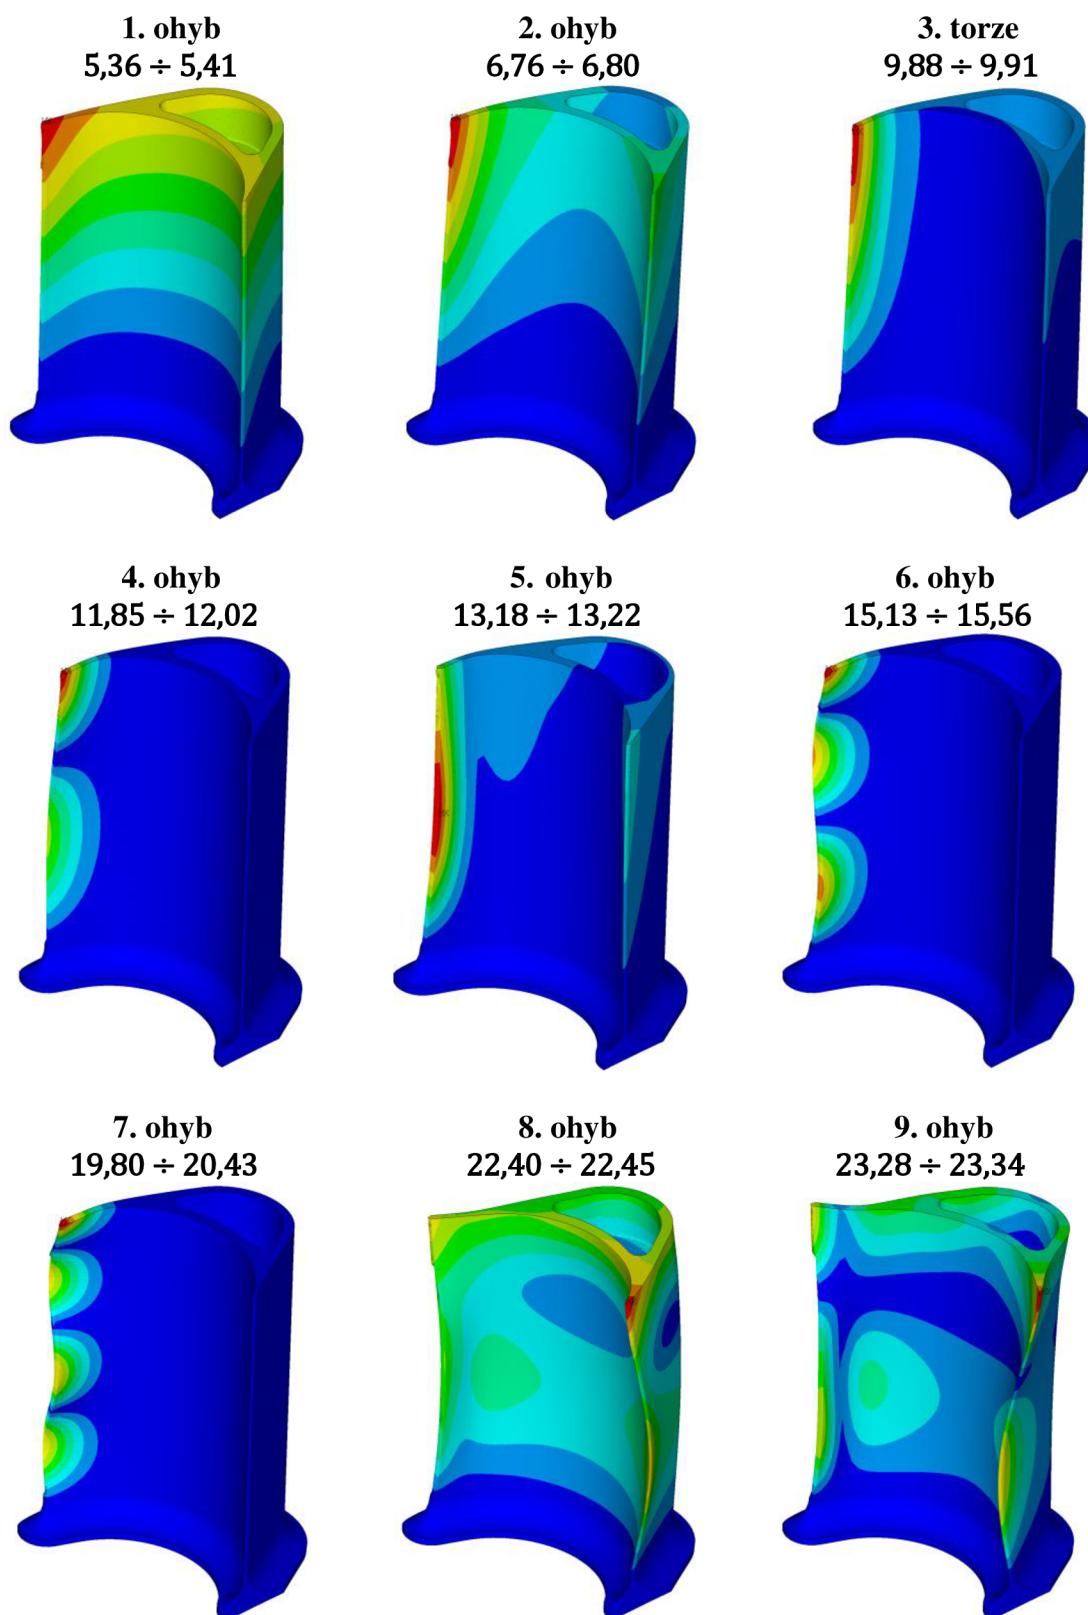 1. ohyb
5,36 ÷ 5,41
2. ohyb
6,76 ÷ 6,80
3. torze
9,88 ÷ 9,91
4. ohyb
11,85 ÷ 12,02
5. ohyb
13,18 ÷ 13,22
6. ohyb
15,13 ÷ 15,56
7. ohyb
19,80 ÷ 20,43
8. ohyb
22,40 ÷ 22,45
9. ohyb
23,28 ÷ 23,34